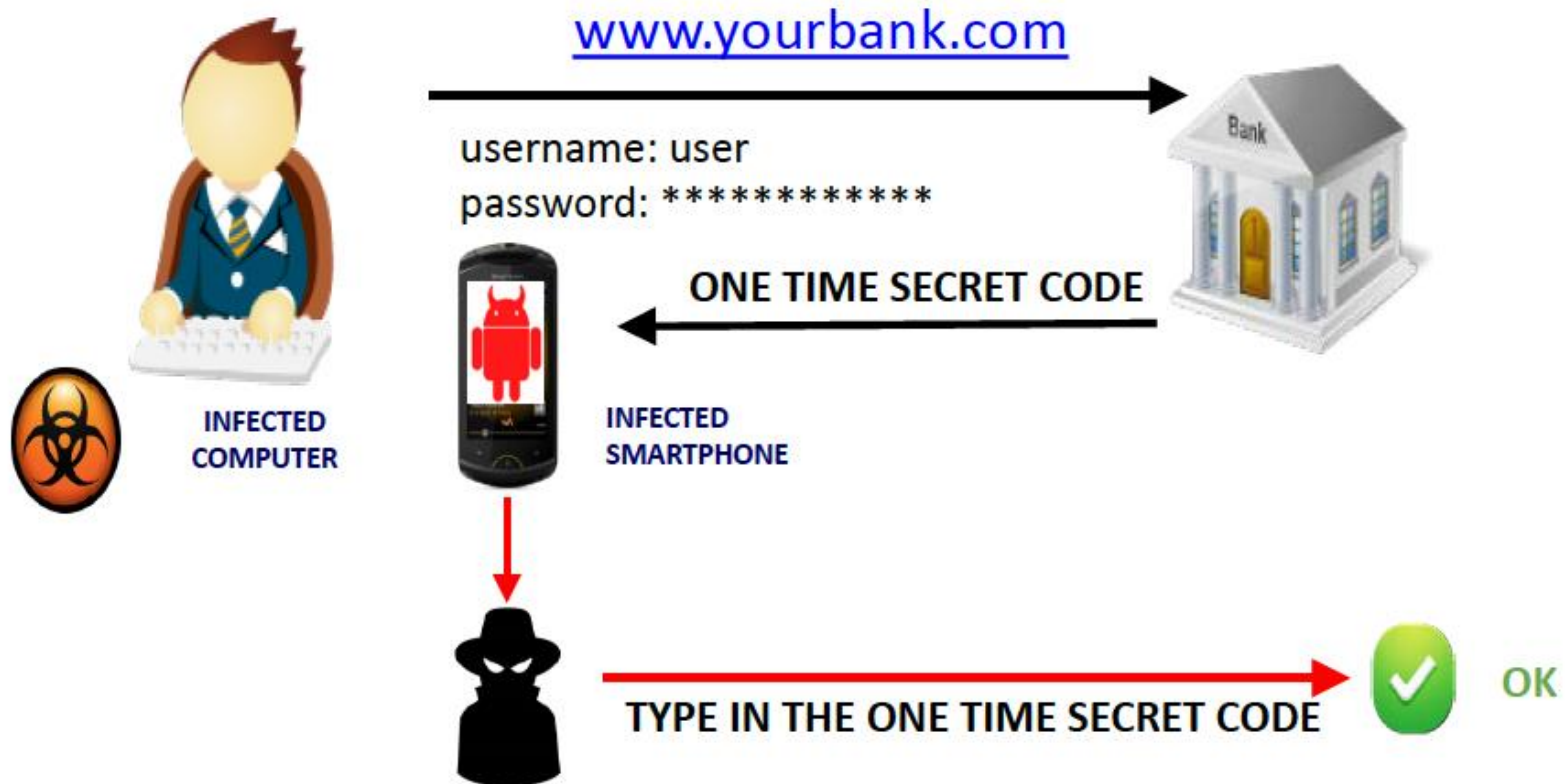 www.yourbank.com
Bank
username: user
password: ************
ONE TIME SECRET CODE
INFECTED
COMPUTER
INFECTED
SMARTPHONE
TYPE IN THE ONE TIME SECRET CODE
OK